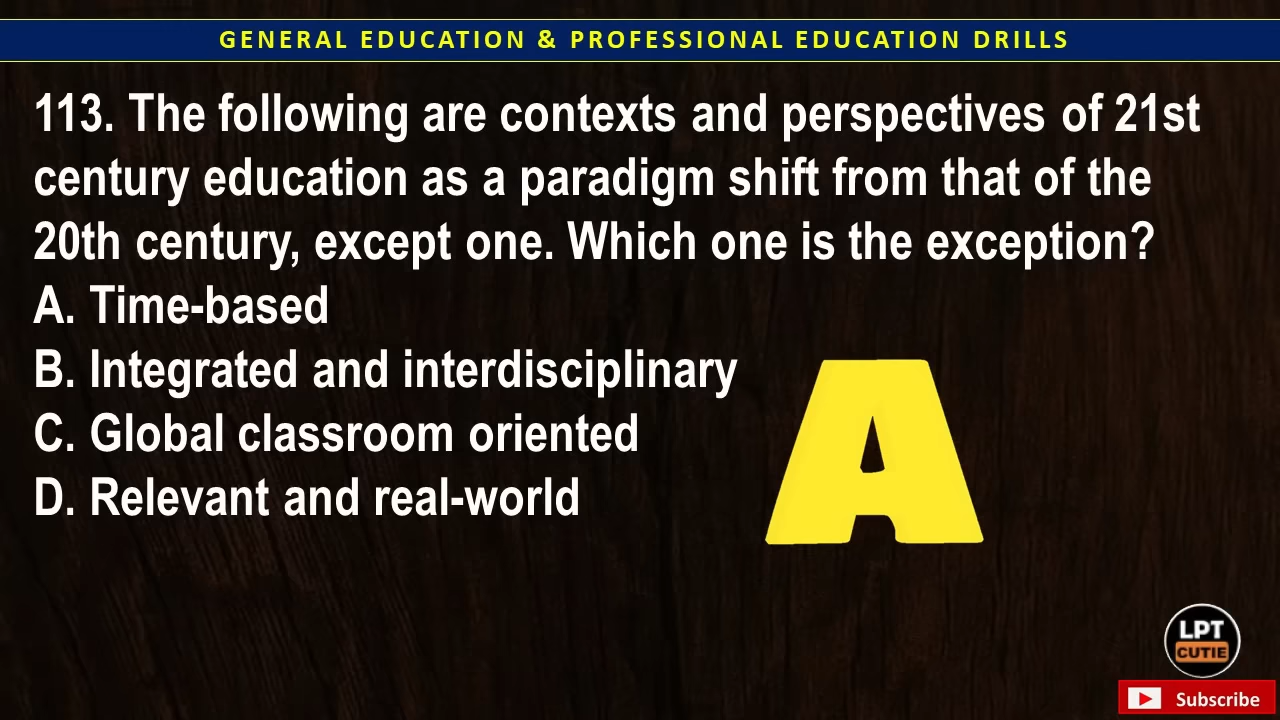 GENERAL EDUCATION & PROFESSIONAL EDUCATION DRILLS
113. The following are contexts and perspectives of 21st
century education as a paradigm shift from that of the
20th century, except one. Which one is the exception?
A. Time-based
B. Integrated and interdisciplinary
C. Global classroom oriented
D. Relevant and real-world
A
LPT
CUTIE
Subscribe